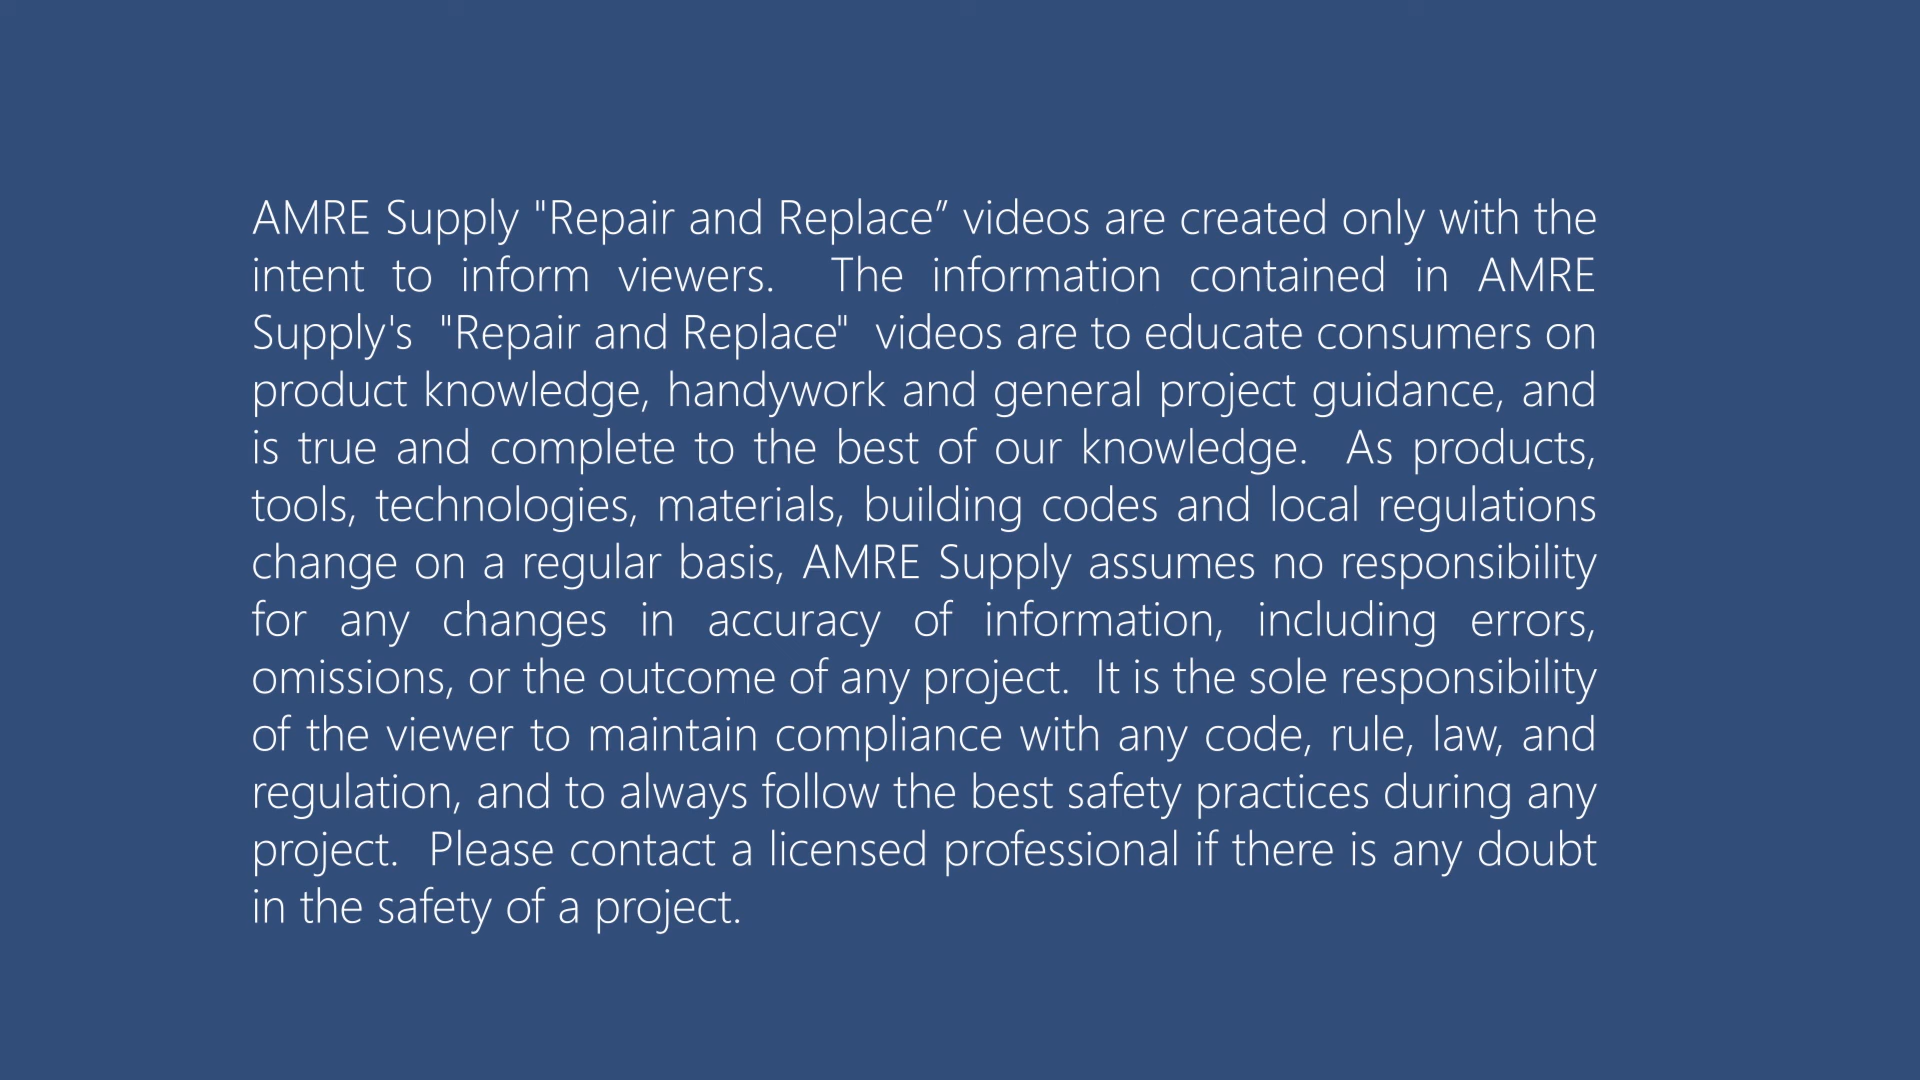 AMRE Supply "Repair and Replace” videos are created only with the
intent to inform viewers.  The information contained in AMRE
Supply's  "Repair and Replace"  videos are to educate consumers on
product knowledge, handywork and general project guidance, and
is true and complete to the best of our knowledge.  As products,
tools, technologies, materials, building codes and local regulations
change on a regular basis, AMRE Supply assumes no responsibility
for any changes in accuracy of information, including errors,
omissions, or the outcome of any project.  It is the sole responsibility
of the viewer to maintain compliance with any code, rule, law, and
regulation, and to always follow the best safety practices during any
project.  Please contact a licensed professional if there is any doubt
in the safety of a project.